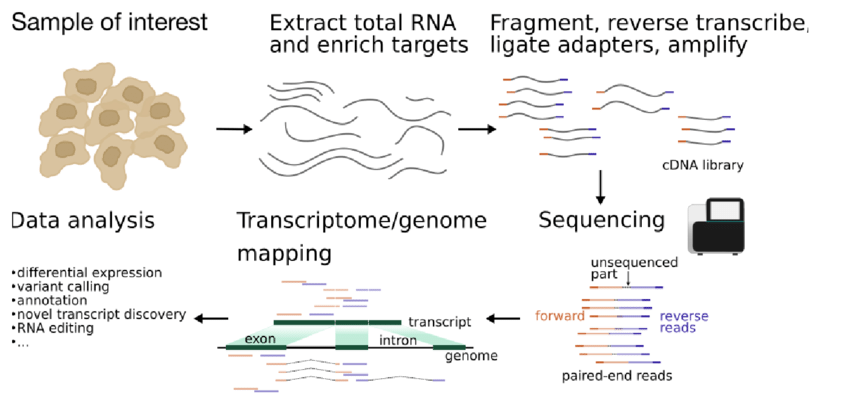 Sample of interest
Extract total RNA
and enrich targets
Fragment, reverse transcribe,
ligate adapters, amplify
cDNA library
Sequencing
unsequenced
part
forward
reverse
reads
paired-end reads
Transcriptome/genome
mapping
transcript
exon
intron
genome
Data analysis
•differential expression
•variant calling
•annotation
•novel transcript discovery
•RNA editing
•...